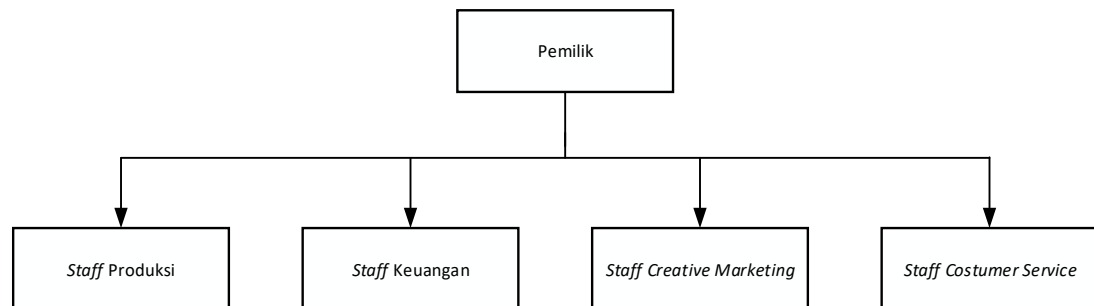 Pemilik
Staff Produksi
Staff Keuangan
Staff Creative Marketing
Staff Costumer Service